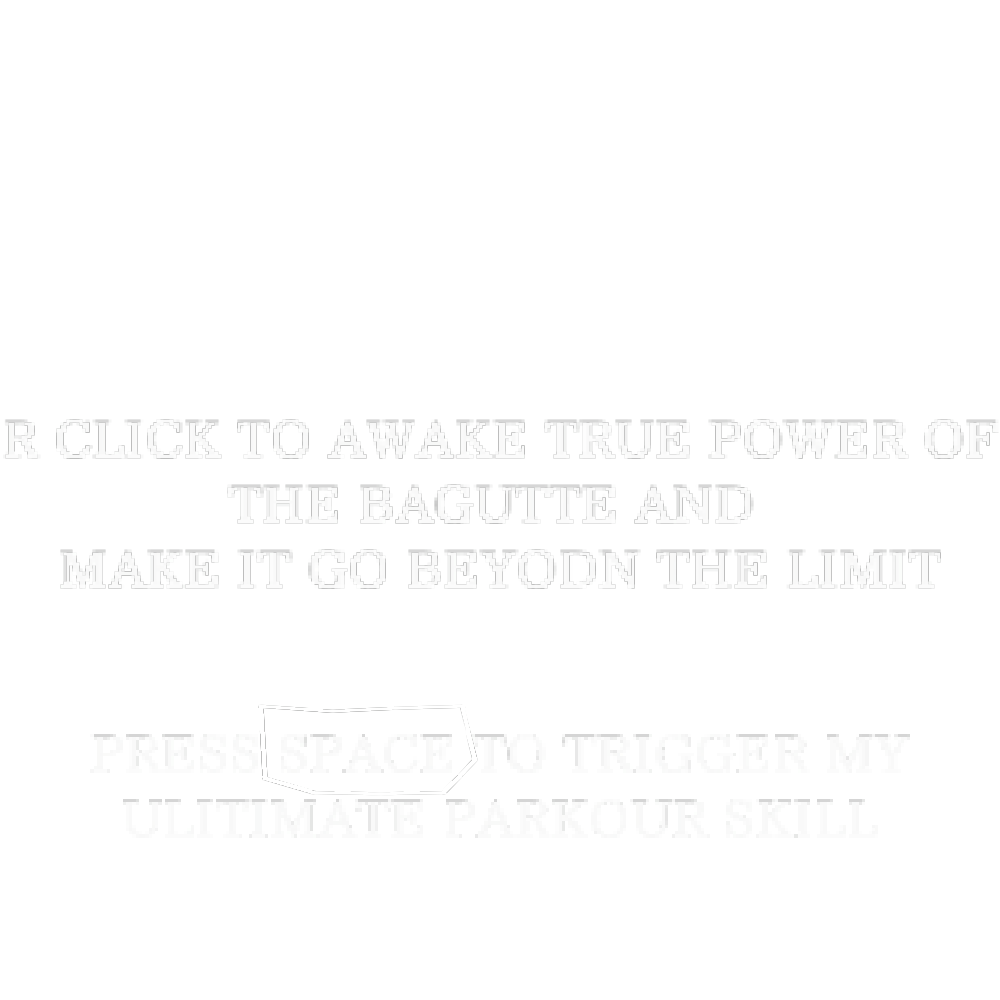 R CLICK TO AWAKE TRUE POWER OF
THE BAGUTTE AND
MAKE IT GO BEYODN THE LIMIT
PRESS SPACE TO TRIGGER MY
ULITIMATE PARKOUR SKILL